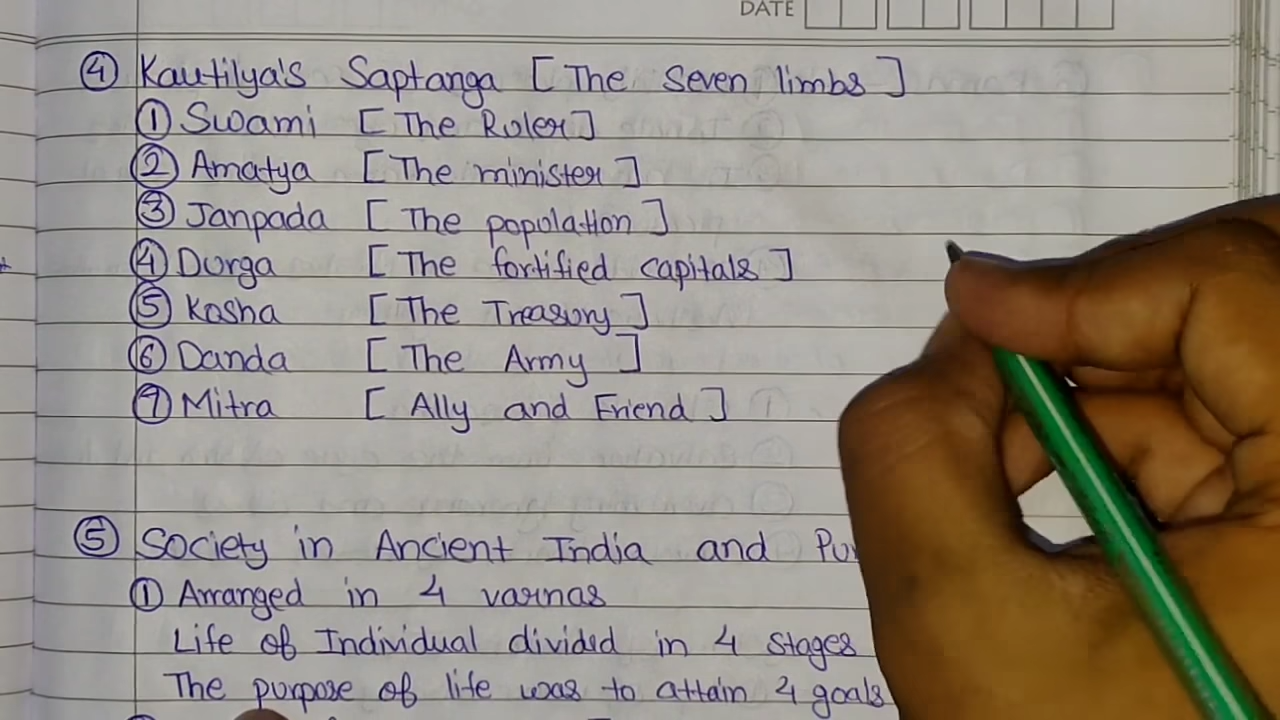 DATE
④ Kautilya's Saptanga [ The Seven limbs ]
① Swami [ The Ruler ]
② Amatya [ The minister ]
③ Janpada [ The population ]
④ Durga [ The fortified capitals ]
⑤ Kosha [ The Treasury ]
⑥ Danda [ The Army ]
⑦ Mitra [ Ally and Friend ]
⑤ Society in Ancient India and
① Arranged in 4 varnas
Life of Individual divided in 4 stages
The purpose of life was to attain 4 goals